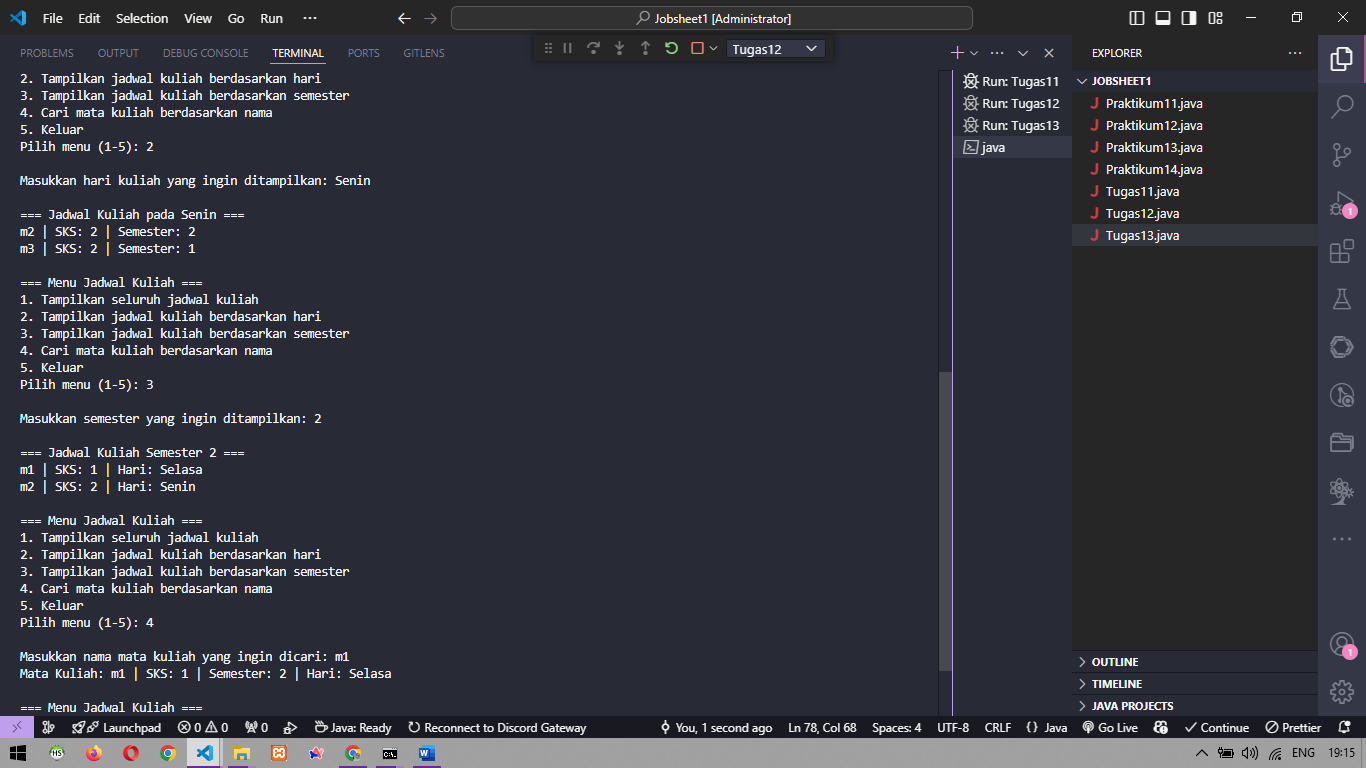 File Edit Selection View Go Run ··· Jobsheet1 [Administrator]
PROBLEMS OUTPUT DEBUG CONSOLE TERMINAL PORTS GITLENS
Tugas12
2. Tampilkan jadwal kuliah berdasarkan hari
3. Tampilkan jadwal kuliah berdasarkan semester
4. Cari mata kuliah berdasarkan nama
5. Keluar
Pilih menu (1-5): 2
Masukkan hari kuliah yang ingin ditampilkan: Senin
=== Jadwal Kuliah pada Senin ===
m2 | SKS: 2 | Semester: 2
m3 | SKS: 2 | Semester: 1
=== Menu Jadwal Kuliah ===
1. Tampilkan seluruh jadwal kuliah
2. Tampilkan jadwal kuliah berdasarkan hari
3. Tampilkan jadwal kuliah berdasarkan semester
4. Cari mata kuliah berdasarkan nama
5. Keluar
Pilih menu (1-5): 3
Masukkan semester yang ingin ditampilkan: 2
=== Jadwal Kuliah Semester 2 ===
m1 | SKS: 1 | Hari: Selasa
m2 | SKS: 2 | Hari: Senin
=== Menu Jadwal Kuliah ===
1. Tampilkan seluruh jadwal kuliah
2. Tampilkan jadwal kuliah berdasarkan hari
3. Tampilkan jadwal kuliah berdasarkan semester
4. Cari mata kuliah berdasarkan nama
5. Keluar
Pilih menu (1-5): 4
Masukkan nama mata kuliah yang ingin dicari: m1
Mata Kuliah: m1 | SKS: 1 | Semester: 2 | Hari: Selasa
=== Menu Jadwal Kuliah ===
Run: Tugas11
Run: Tugas12
Run: Tugas13
java
EXPLORER
JOBSHEET1
J Praktikum11.java
J Praktikum12.java
J Praktikum13.java
J Praktikum14.java
J Tugas11.java
J Tugas12.java
J Tugas13.java
OUTLINE
TIMELINE
JAVA PROJECTS
1
1
Launchpad 0 0 0 Java: Ready Reconnect to Discord Gateway You, 1 second ago Ln 78, Col 68 Spaces: 4 UTF-8 CRLF {} Java Go Live Continue Prettier
HS ENG 19:15